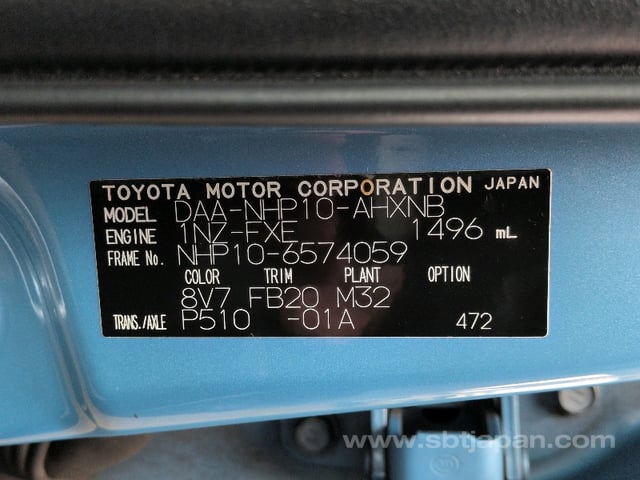 TOYOTA MOTOR CORPORATION JAPAN
MODEL DAA-NHP10-AHXNB
ENGINE 1NZ-FXE 1496 mL
FRAME No. NHP10-6574059
COLOR TRIM PLANT OPTION
8V7 FB20 M32
TRANS./AXLE P510 -01A 472
www.sbtjapan.com